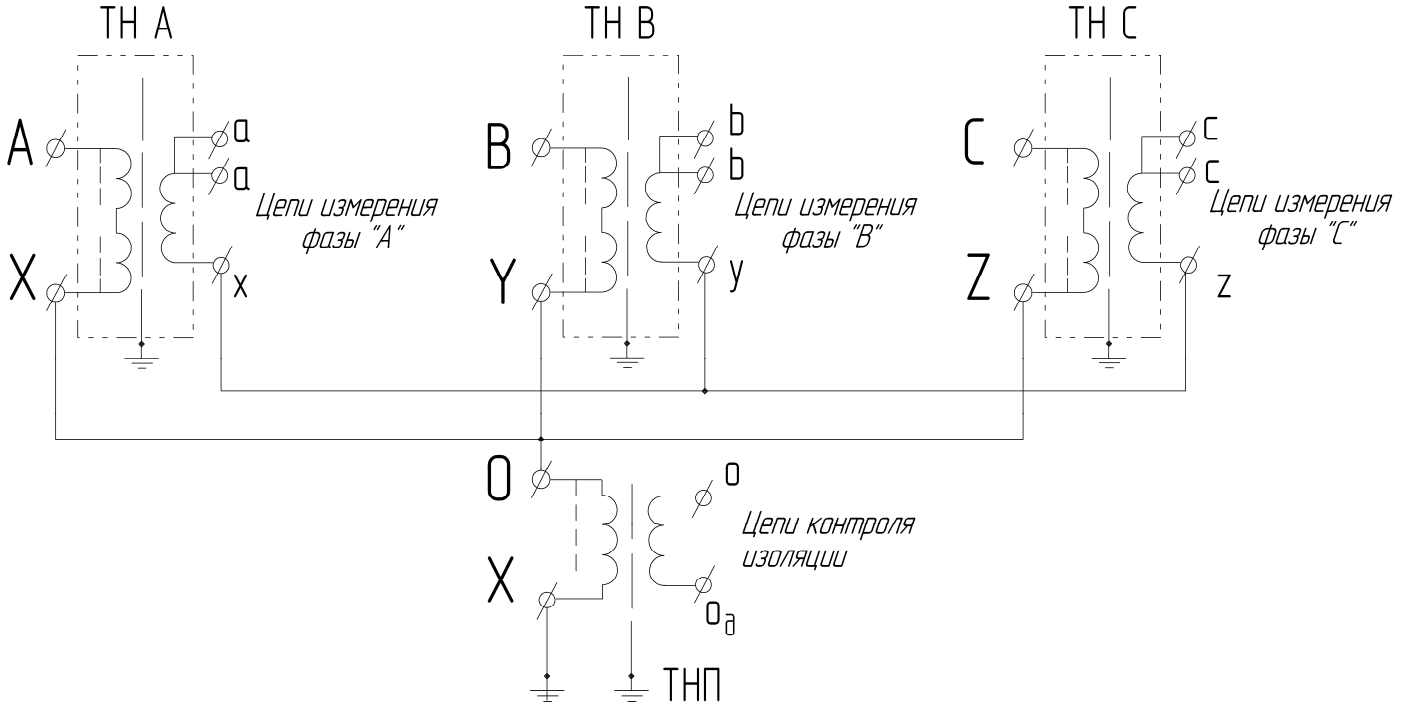 ТН А
ТН В
ТН С
A
a
a
Цепи измерения
фазы "А"
X
x
B
b
b
Цепи измерения
фазы "В"
Y
y
C
c
c
Цепи измерения
фазы "С"
Z
z
O
o
Цепи контроля
изоляции
X
oд
ТНП